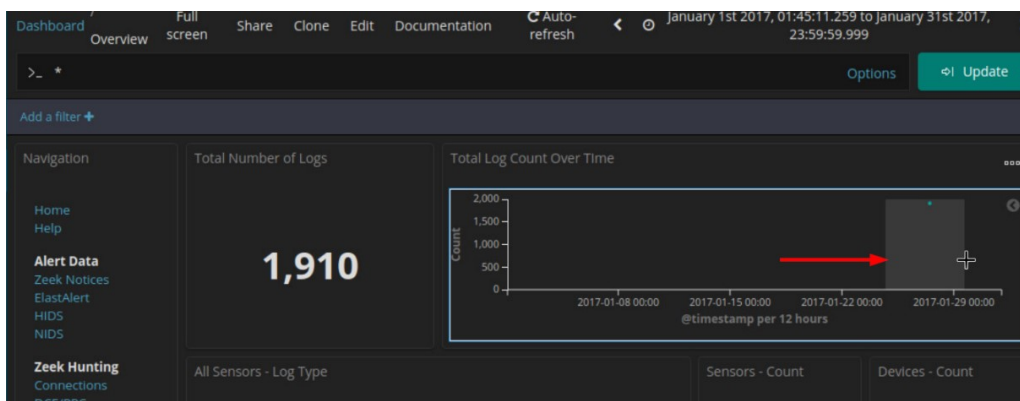 Dashboard / Overview
Full screen
Share
Clone
Edit
Documentation
Auto-refresh
January 1st 2017, 01:45:11.259 to January 31st 2017, 23:59:59.999
>_ *
Options
Update
Add a filter +
Navigation
Home
Help
Alert Data
Zeek Notices
ElastAlert
HIDS
NIDS
Zeek Hunting
Connections
Total Number of Logs
1,910
Total Log Count Over TIme
2,000
1,500
1,000
500
0
Count
2017-01-08 00:00
2017-01-15 00:00
2017-01-22 00:00
2017-01-29 00:00
@timestamp per 12 hours
All Sensors - Log Type
Sensors - Count
Devices - Count